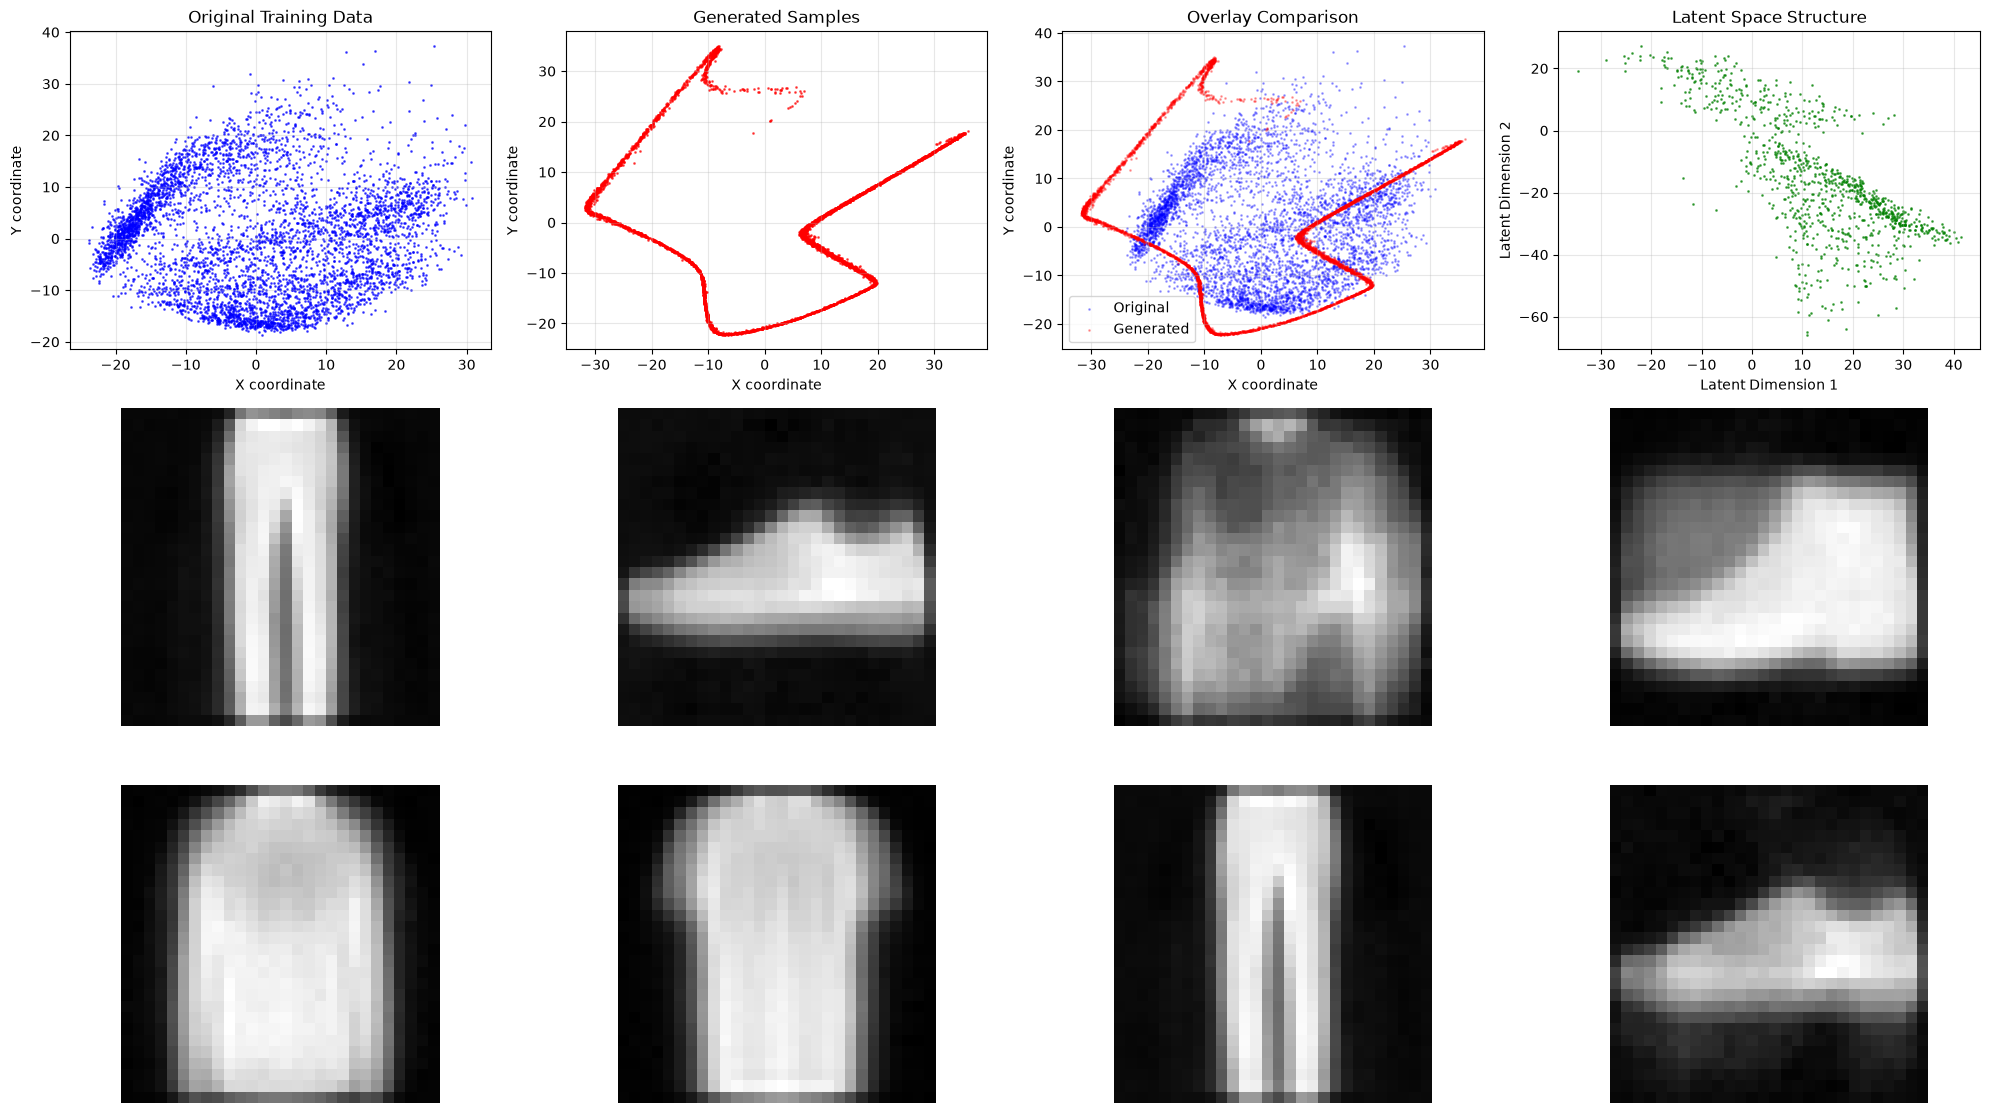 Original Training Data
40
30
20
10
0
−10
−20
Y coordinate
−20 −10 0 10 20 30
X coordinate
Generated Samples
30
20
10
0
−10
−20
Y coordinate
−30 −20 −10 0 10 20 30
X coordinate
Overlay Comparison
40
30
20
10
0
−10
−20
Y coordinate
Original
Generated
−30 −20 −10 0 10 20 30
X coordinate
Latent Space Structure
20
0
−20
−40
−60
Latent Dimension 2
−30 −20 −10 0 10 20 30 40
Latent Dimension 1